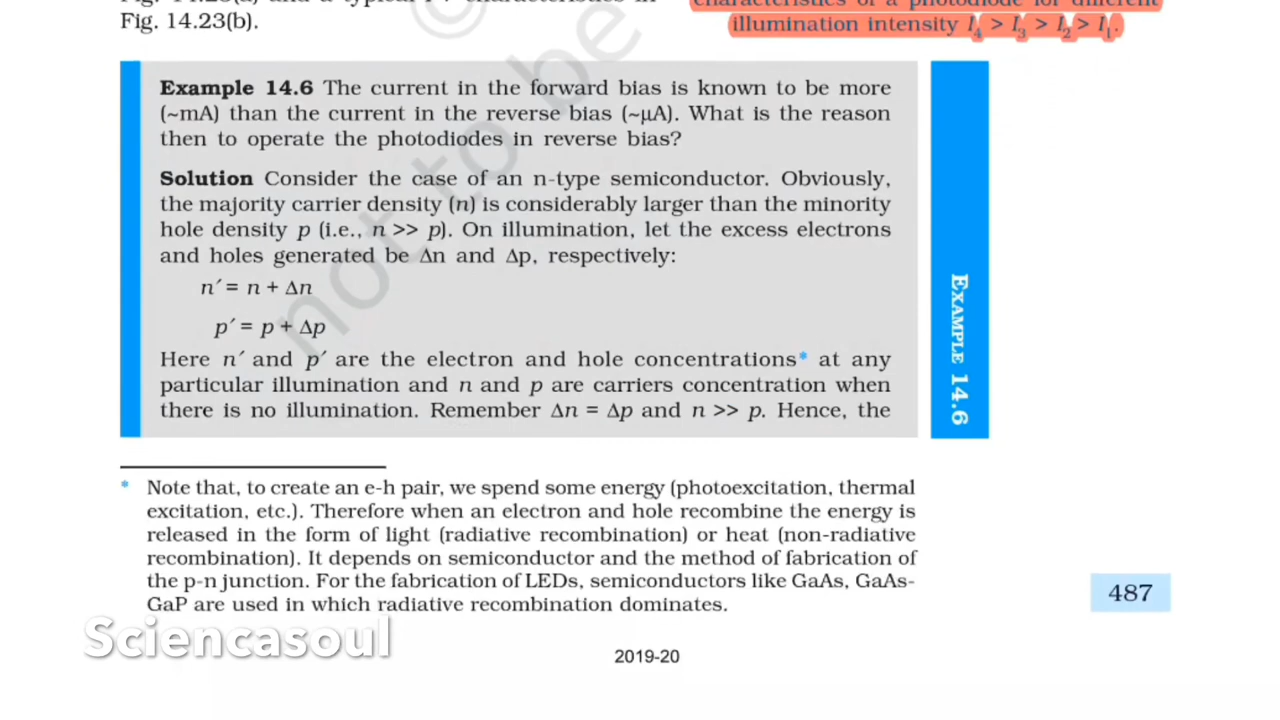 Fig. 14.23(b).
illumination intensity I₄ > I₃ > I₂ > I₁.
Example 14.6 The current in the forward bias is known to be more
(~mA) than the current in the reverse bias (~μA). What is the reason
then to operate the photodiodes in reverse bias?
Solution Consider the case of an n-type semiconductor. Obviously,
the majority carrier density (n) is considerably larger than the minority
hole density p (i.e., n >> p). On illumination, let the excess electrons
and holes generated be Δn and Δp, respectively:
n′ = n + Δn
p′ = p + Δp
Here n′ and p′ are the electron and hole concentrations* at any
particular illumination and n and p are carriers concentration when
there is no illumination. Remember Δn = Δp and n >> p. Hence, the
EXAMPLE 14.6
* Note that, to create an e-h pair, we spend some energy (photoexcitation, thermal
excitation, etc.). Therefore when an electron and hole recombine the energy is
released in the form of light (radiative recombination) or heat (non-radiative
recombination). It depends on semiconductor and the method of fabrication of
the p-n junction. For the fabrication of LEDs, semiconductors like GaAs, GaAs-
GaP are used in which radiative recombination dominates.
487
Sciencasoul
2019-20
not to be